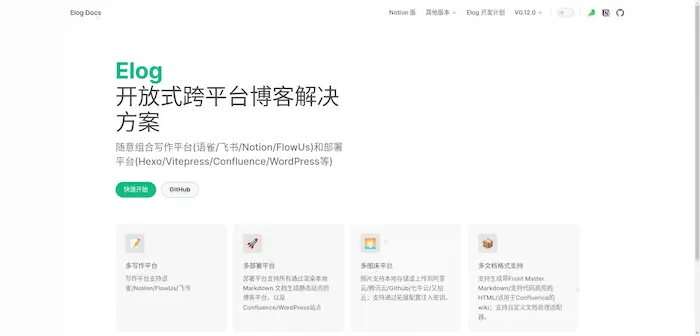 Elog Docs
Notion 版 其他版本 Elog 开发计划 V0.12.0
Elog
开放式跨平台博客解决
方案
随意组合写作平台(语雀/飞书/Notion/FlowUs)和部署
平台(Hexo/Vitepress/Confluence/WordPress等)
快速开始 GitHub
多写作平台
写作平台支持语
雀/Notion/FlowUs/飞书
多部署平台
部署平台支持所有通过渲染本地
Markdown 文档生成静态站点的
博客平台，以及
Confluence/WordPress站点
多图床平台
图片支持本地存储或上传到阿里
云/腾讯云/Github/七牛云/又拍
云；支持通过拓展配置注入密钥。
多文档格式支持
支持生成带Front Matter
Markdown/支持代码高亮的
HTML/适用于Confluence的
wiki；支持自定义文档处理适配
器。